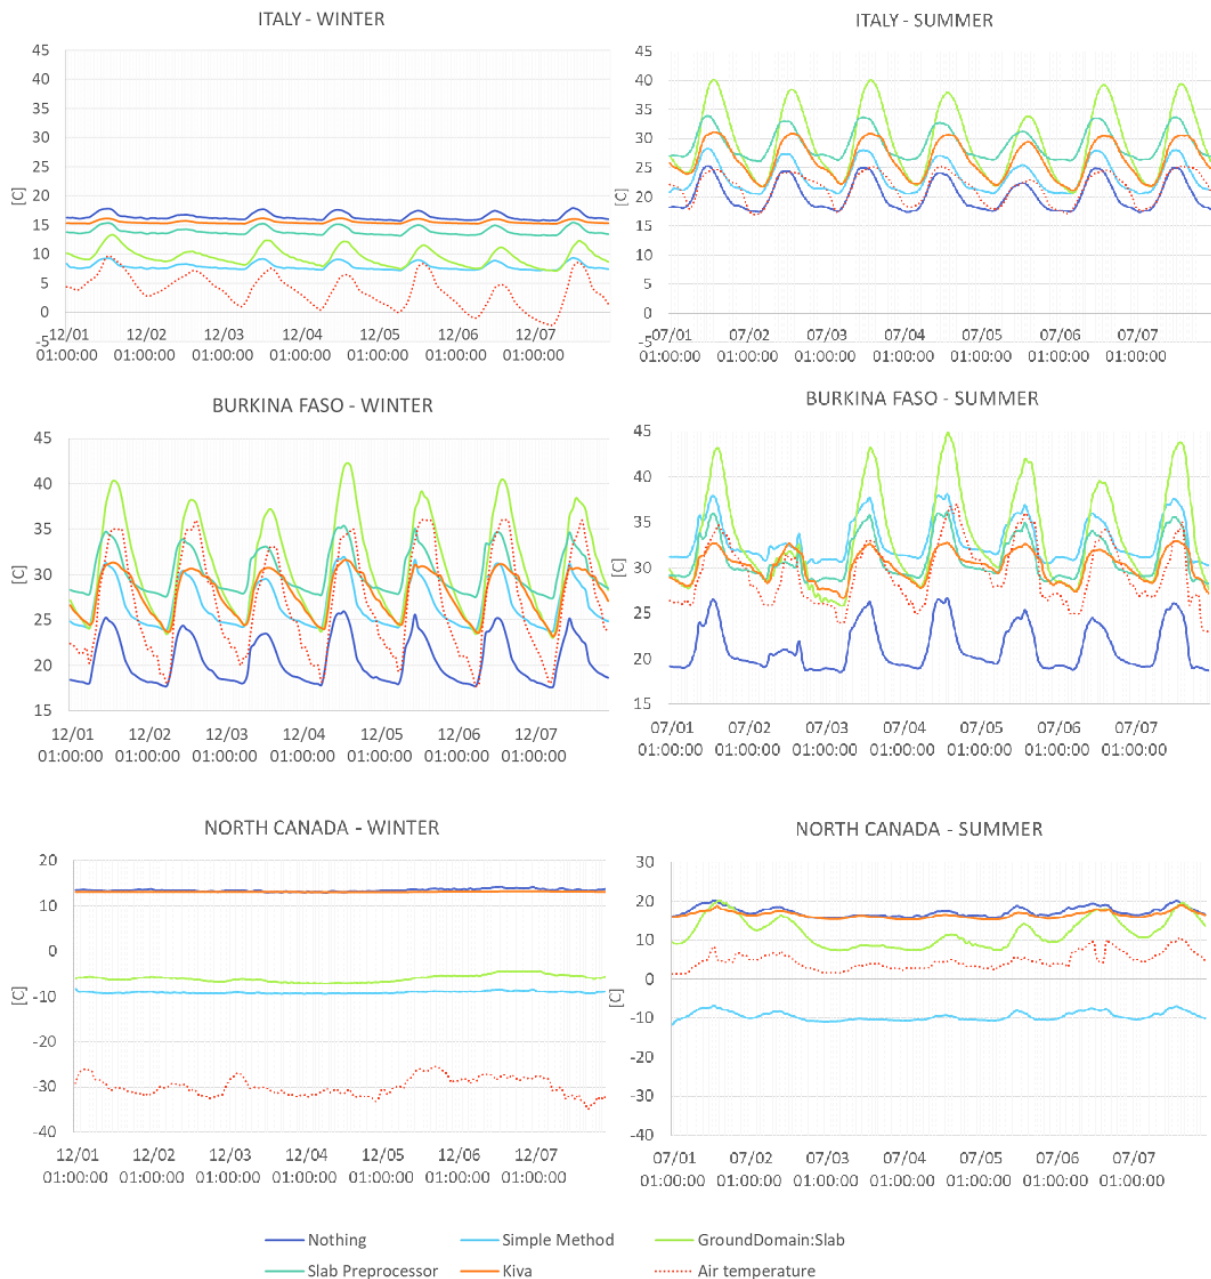 ITALY - WINTER
45
40
35
30
25
20
15
10
5
0
-5
[C]
12/01 12/02 12/03 12/04 12/05 12/06 12/07
01:00:00 01:00:00 01:00:00 01:00:00 01:00:00 01:00:00 01:00:00
ITALY - SUMMER
45
40
35
30
25
20
15
10
5
0
-5
[C]
07/01 07/02 07/03 07/04 07/05 07/06 07/07
01:00:00 01:00:00 01:00:00 01:00:00 01:00:00 01:00:00 01:00:00
BURKINA FASO - WINTER
45
40
35
30
25
20
15
[C]
12/01 12/02 12/03 12/04 12/05 12/06 12/07
01:00:00 01:00:00 01:00:00 01:00:00 01:00:00 01:00:00 01:00:00
BURKINA FASO - SUMMER
45
40
35
30
25
20
15
[C]
07/01 07/02 07/03 07/04 07/05 07/06 07/07
01:00:00 01:00:00 01:00:00 01:00:00 01:00:00 01:00:00 01:00:00
NORTH CANADA - WINTER
20
10
0
-10
-20
-30
-40
[C]
12/01 12/02 12/03 12/04 12/05 12/06 12/07
01:00:00 01:00:00 01:00:00 01:00:00 01:00:00 01:00:00 01:00:00
NORTH CANADA - SUMMER
30
20
10
0
-10
-20
-30
-40
[C]
07/01 07/02 07/03 07/04 07/05 07/06 07/07
01:00:00 01:00:00 01:00:00 01:00:00 01:00:00 01:00:00 01:00:00
Nothing Simple Method GroundDomain:Slab
Slab Preprocessor Kiva Air temperature